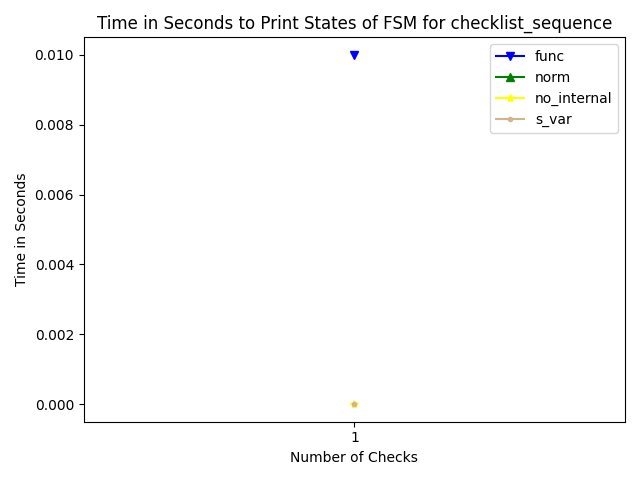 Time in Seconds to Print States of FSM for checklist_sequence
func
norm
no_internal
s_var
0.010
0.008
0.006
0.004
0.002
0.000
Time in Seconds
1
Number of Checks